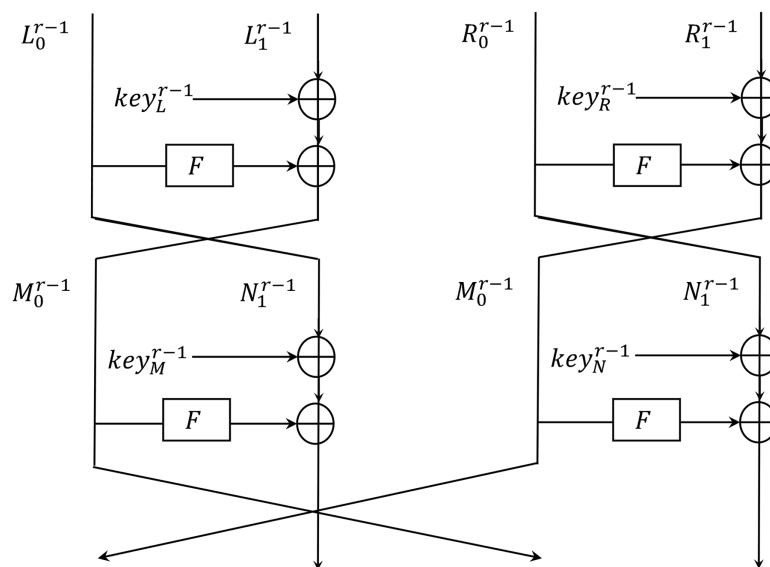 L_0^{r-1} L_1^{r-1} R_0^{r-1} R_1^{r-1}
key_L^{r-1} key_R^{r-1}
F F
M_0^{r-1} N_1^{r-1} M_0^{r-1} N_1^{r-1}
key_M^{r-1} key_N^{r-1}
F F